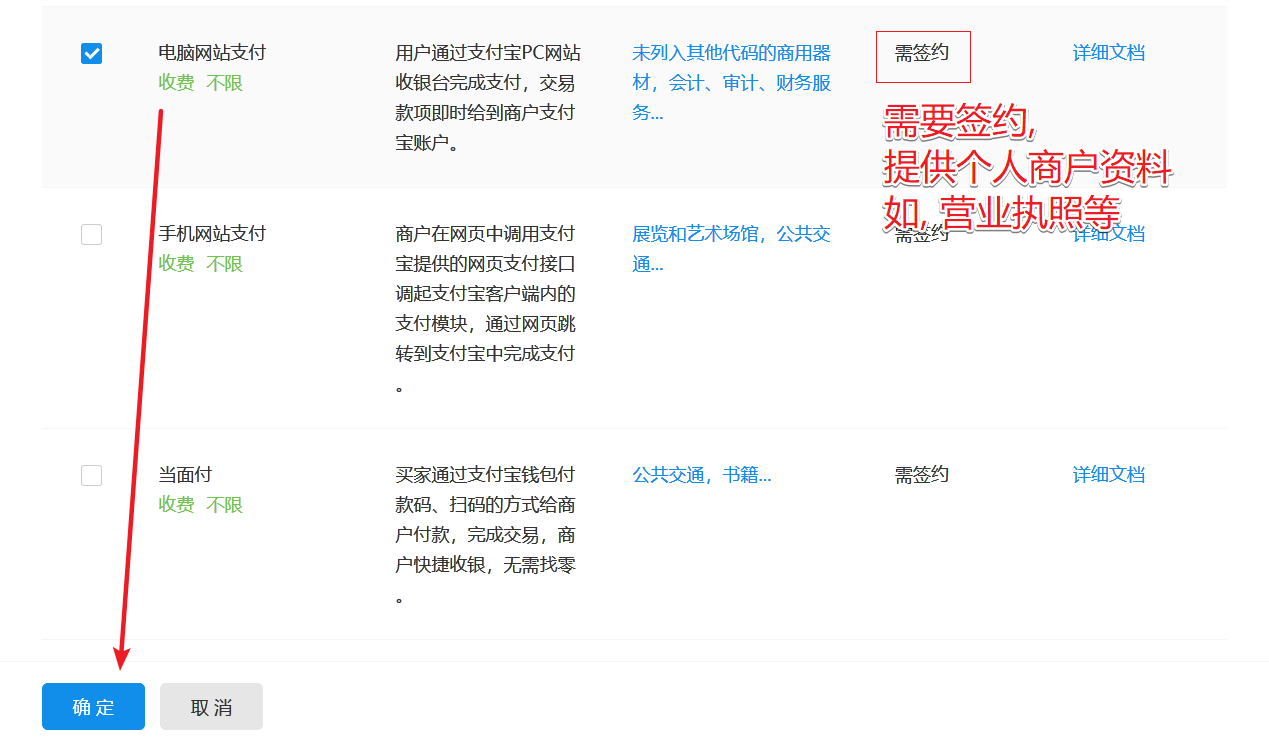 电脑网站支付
收费 不限
用户通过支付宝PC网站
收银台完成支付，交易
款项即时给到商户支付
宝账户。
未列入其他代码的商用器
材，会计、审计、财务服
务...
需签约
详细文档
需要签约,
提供个人商户资料
如, 营业执照等
手机网站支付
收费 不限
商户在网页中调用支付
宝提供的网页支付接口
调起支付宝客户端内的
支付模块，通过网页跳
转到支付宝中完成支付
。
展览和艺术场馆，公共交
通...
需签约
详细文档
当面付
收费 不限
买家通过支付宝钱包付
款码、扫码的方式给商
户付款，完成交易，商
户快捷收银，无需找零
。
公共交通，书籍...
需签约
详细文档
确 定
取 消